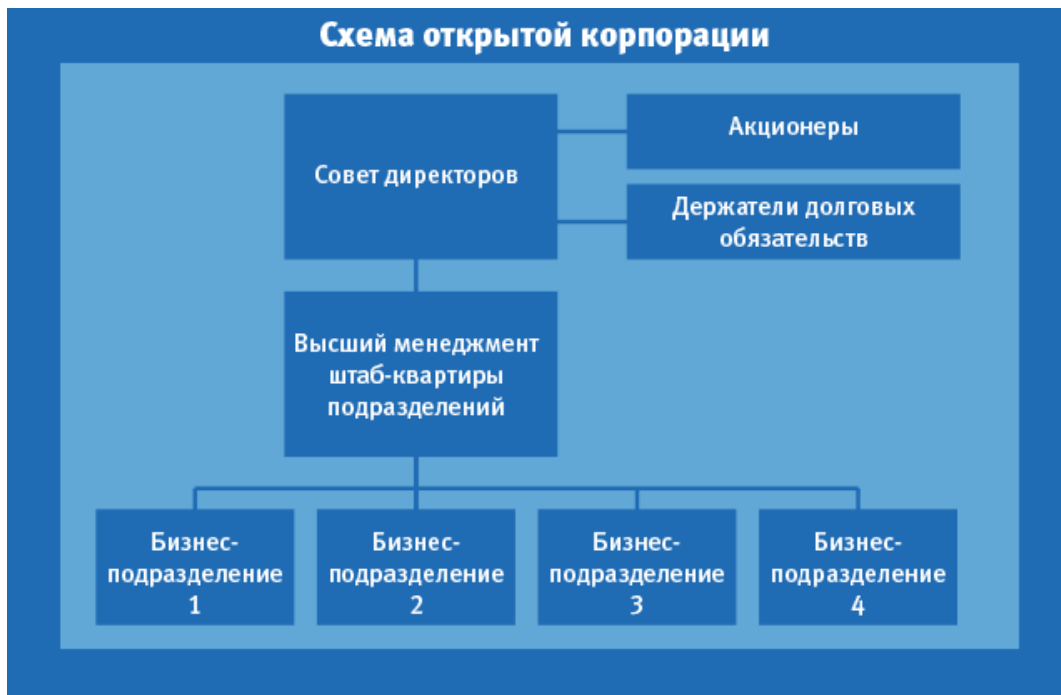 Схема открытой корпорации
Совет директоров
Акционеры
Держатели долговых
обязательств
Высший менеджмент
штаб-квартиры
подразделений
Бизнес-
подразделение
1
Бизнес-
подразделение
2
Бизнес-
подразделение
3
Бизнес-
подразделение
4